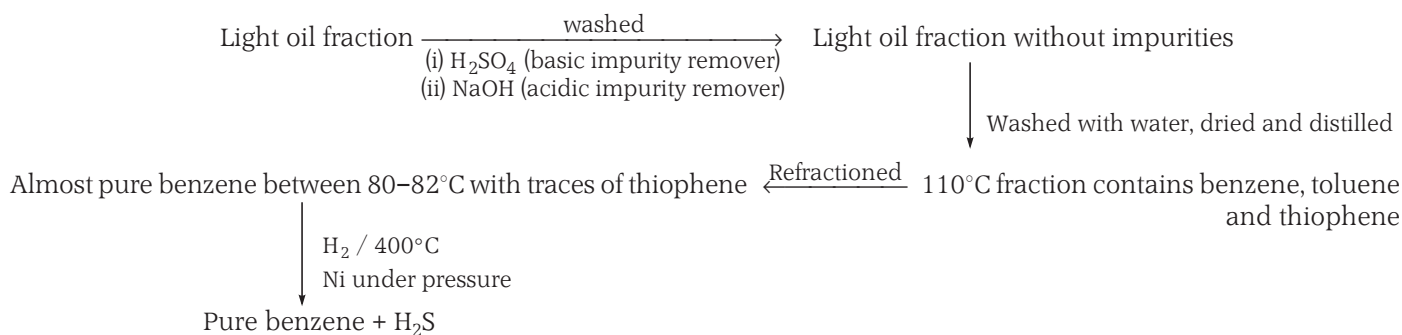 Light oil fraction washed Light oil fraction without impurities
(i) H₂SO₄ (basic impurity remover)
(ii) NaOH (acidic impurity remover)
Washed with water, dried and distilled
Almost pure benzene between 80–82°C with traces of thiophene Refractioned 110°C fraction contains benzene, toluene
and thiophene
H₂ / 400°C
Ni under pressure
Pure benzene + H₂S